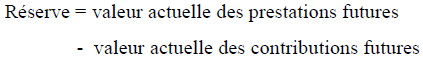 Réserve = valeur actuelle des prestations futures
- valeur actuelle des contributions futures